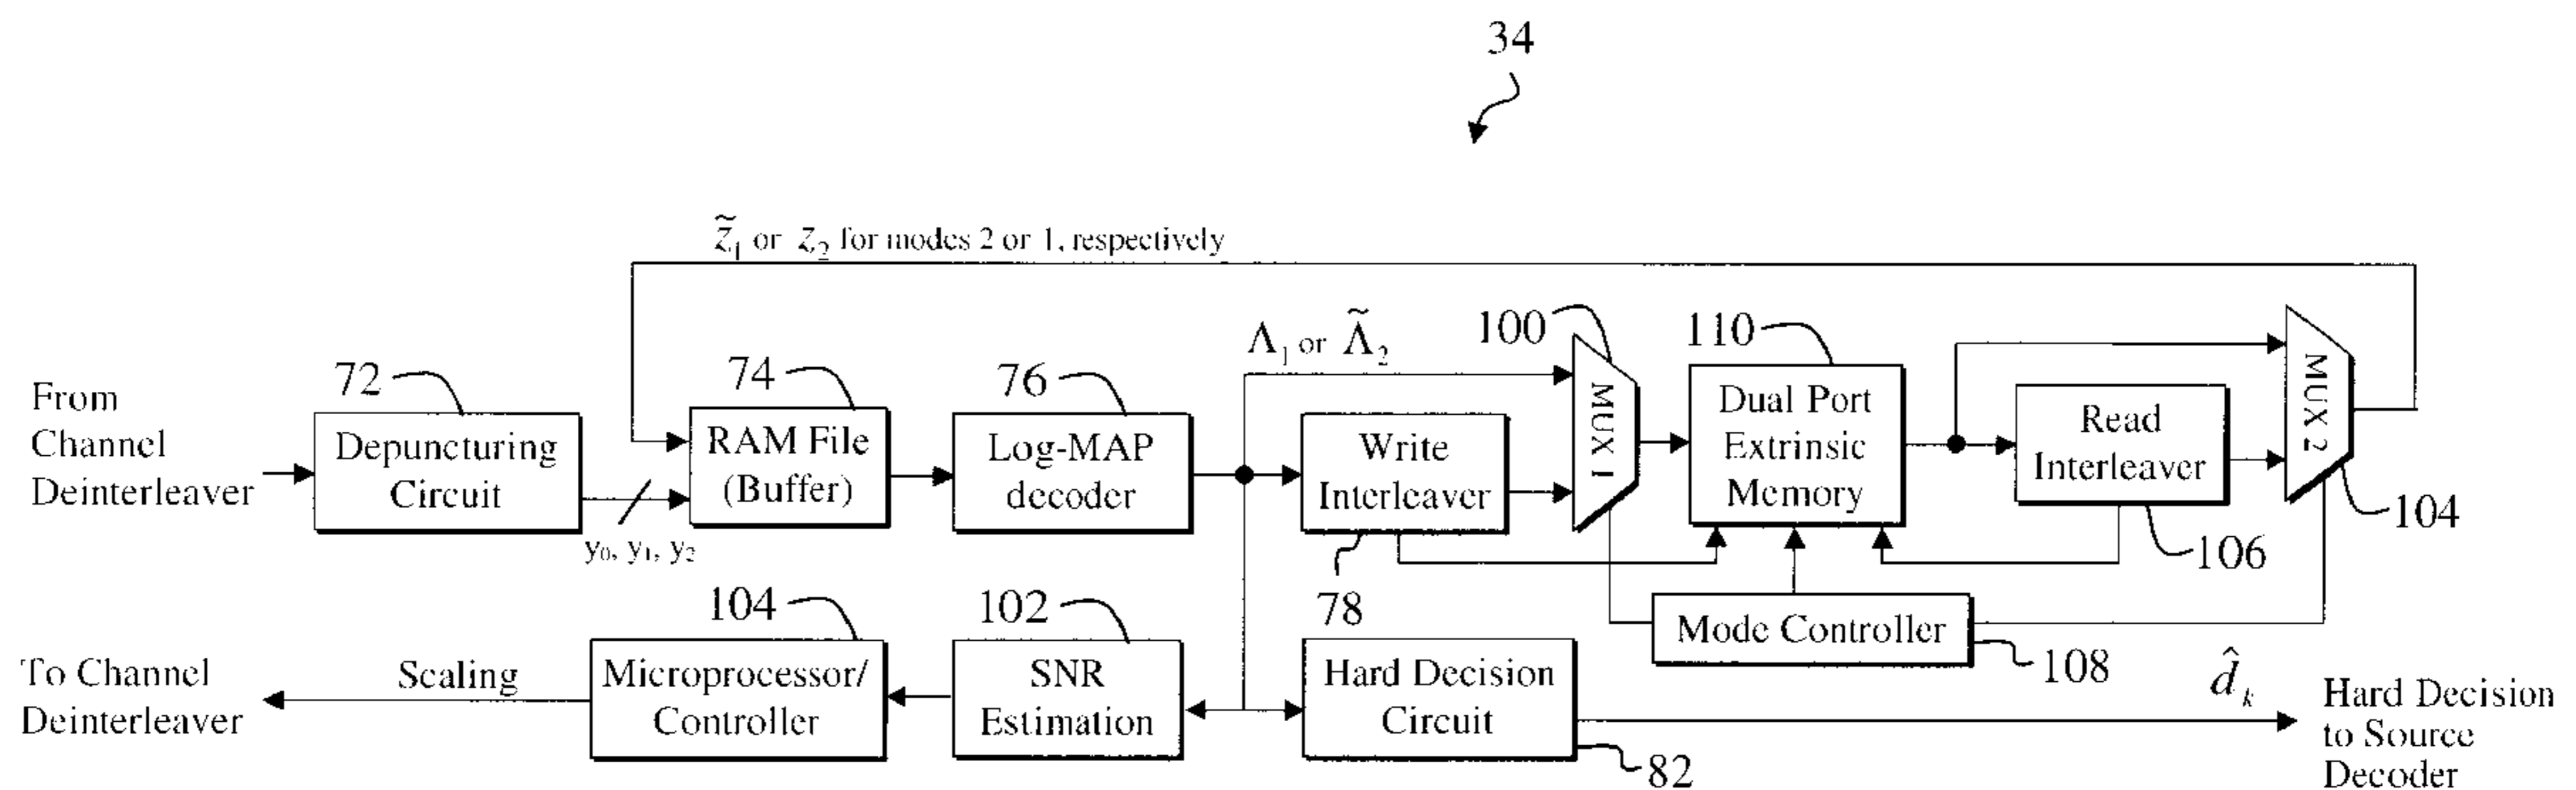 34
z̃₁ or z₂ for modes 2 or 1, respectively
Λ₁ or Λ̃₂
100
110
72
74
76
From
Channel
Deinterleaver
Depuncturing
Circuit
y₀, y₁, y₂
RAM File
(Buffer)
Log-MAP
decoder
Write
Interleaver
78
MUX 1
Dual Port
Extrinsic
Memory
Read
Interleaver
106
MUX 2
104
Mode Controller
108
To Channel
Deinterleaver
Scaling
104
Microprocessor/
Controller
102
SNR
Estimation
Hard Decision
Circuit
82
d̂ₖ
Hard Decision
to Source
Decoder